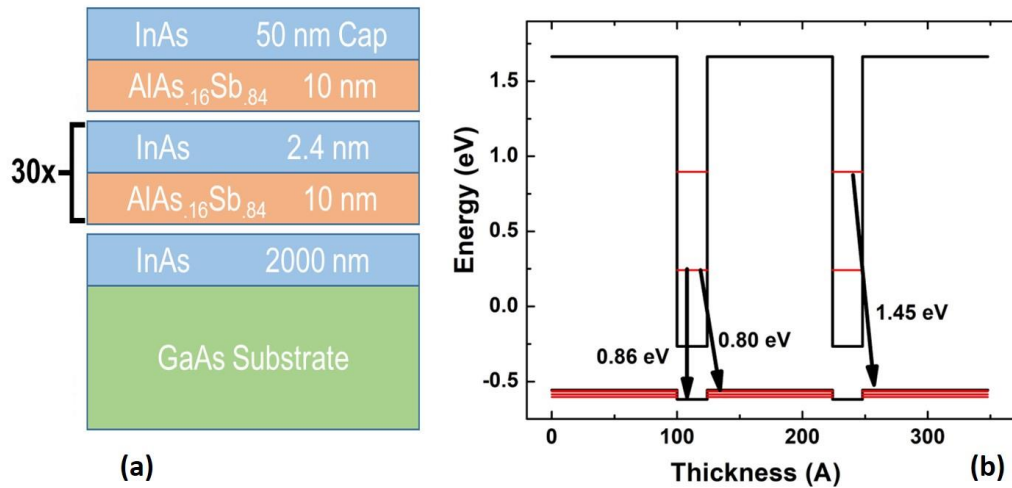 InAs 50 nm Cap
AlAs.16Sb.84 10 nm
30x
InAs 2.4 nm
AlAs.16Sb.84 10 nm
InAs 2000 nm
GaAs Substrate
(a)
Energy (eV)
1.5
1.0
0.5
0.0
-0.5
0.86 eV
0.80 eV
1.45 eV
0 100 200 300
Thickness (A)
(b)